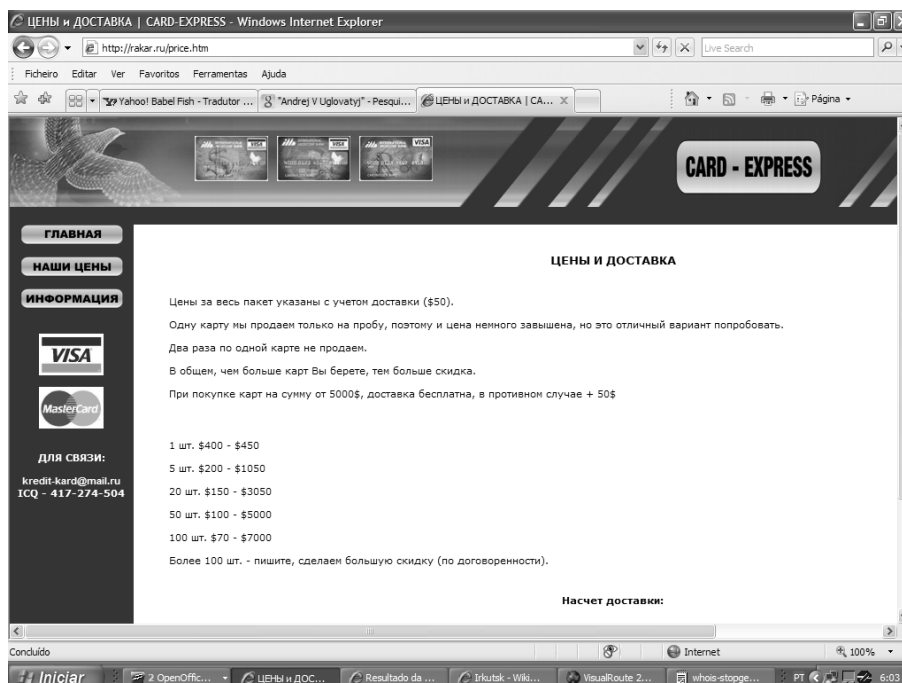 ЦЕНЫ и ДОСТАВКА | CARD-EXPRESS - Windows Internet Explorer
http://rakar.ru/price.htm
Live Search
Ficheiro Editar Ver Favoritos Ferramentas Ajuda
Yahoo! Babel Fish - Tradutor ... "Andrej V Uglovatyj" - Pesqui... ЦЕНЫ и ДОСТАВКА | CA... Página
VISA VISA VISA
CARD - EXPRESS
ГЛАВНАЯ
НАШИ ЦЕНЫ
ИНФОРМАЦИЯ
VISA
MasterCard
ДЛЯ СВЯЗИ:
kredit-kard@mail.ru
ICQ - 417-274-504
ЦЕНЫ И ДОСТАВКА
Цены за весь пакет указаны с учетом доставки ($50).
Одну карту мы продаем только на пробу, поэтому и цена немного завышена, но это отличный вариант попробовать.
Два раза по одной карте не продаем.
В общем, чем больше карт Вы берете, тем больше скидка.
При покупке карт на сумму от 5000$, доставка бесплатна, в противном случае + 50$
1 шт. $400 - $450
5 шт. $200 - $1050
20 шт. $150 - $3050
50 шт. $100 - $5000
100 шт. $70 - $7000
Более 100 шт. - пишите, сделаем большую скидку (по договоренности).
Насчет доставки:
Concluído Internet 100%
Iniciar 2 OpenOffic... ЦЕНЫ и ДОС... Resultado da ... Irkutsk - Wiki... VisualRoute 2... whois-stopge... PT 6:03